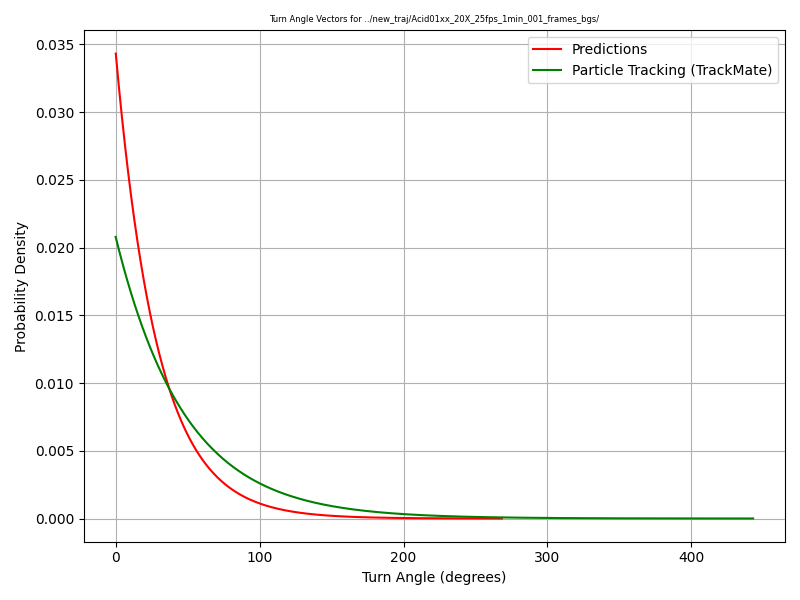 Turn Angle Vectors for ../new_traj/Acid01xx_20X_25fps_1min_001_frames_bgs/
Predictions
Particle Tracking (TrackMate)
0.035
0.030
0.025
0.020
0.015
0.010
0.005
0.000
Probability Density
0 100 200 300 400
Turn Angle (degrees)